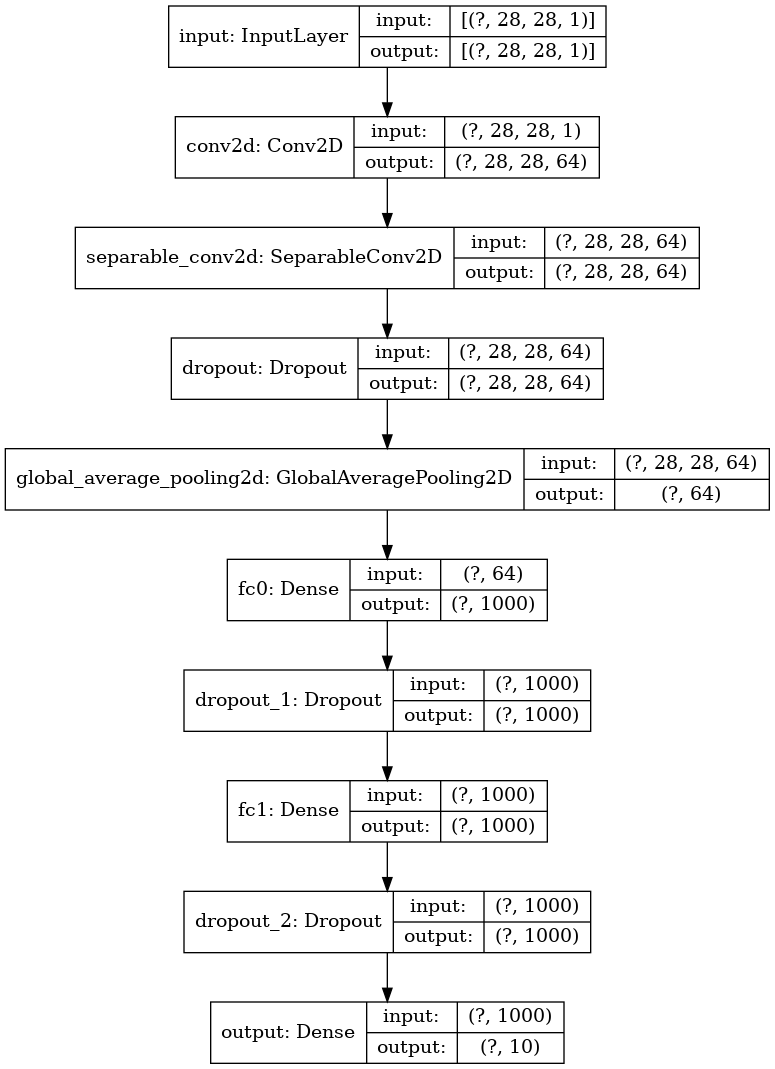 input: InputLayer
input:
[(?, 28, 28, 1)]
output:
[(?, 28, 28, 1)]
conv2d: Conv2D
input:
(?, 28, 28, 1)
output:
(?, 28, 28, 64)
separable_conv2d: SeparableConv2D
input:
(?, 28, 28, 64)
output:
(?, 28, 28, 64)
dropout: Dropout
input:
(?, 28, 28, 64)
output:
(?, 28, 28, 64)
global_average_pooling2d: GlobalAveragePooling2D
input:
(?, 28, 28, 64)
output:
(?, 64)
fc0: Dense
input:
(?, 64)
output:
(?, 1000)
dropout_1: Dropout
input:
(?, 1000)
output:
(?, 1000)
fc1: Dense
input:
(?, 1000)
output:
(?, 1000)
dropout_2: Dropout
input:
(?, 1000)
output:
(?, 1000)
output: Dense
input:
(?, 1000)
output:
(?, 10)